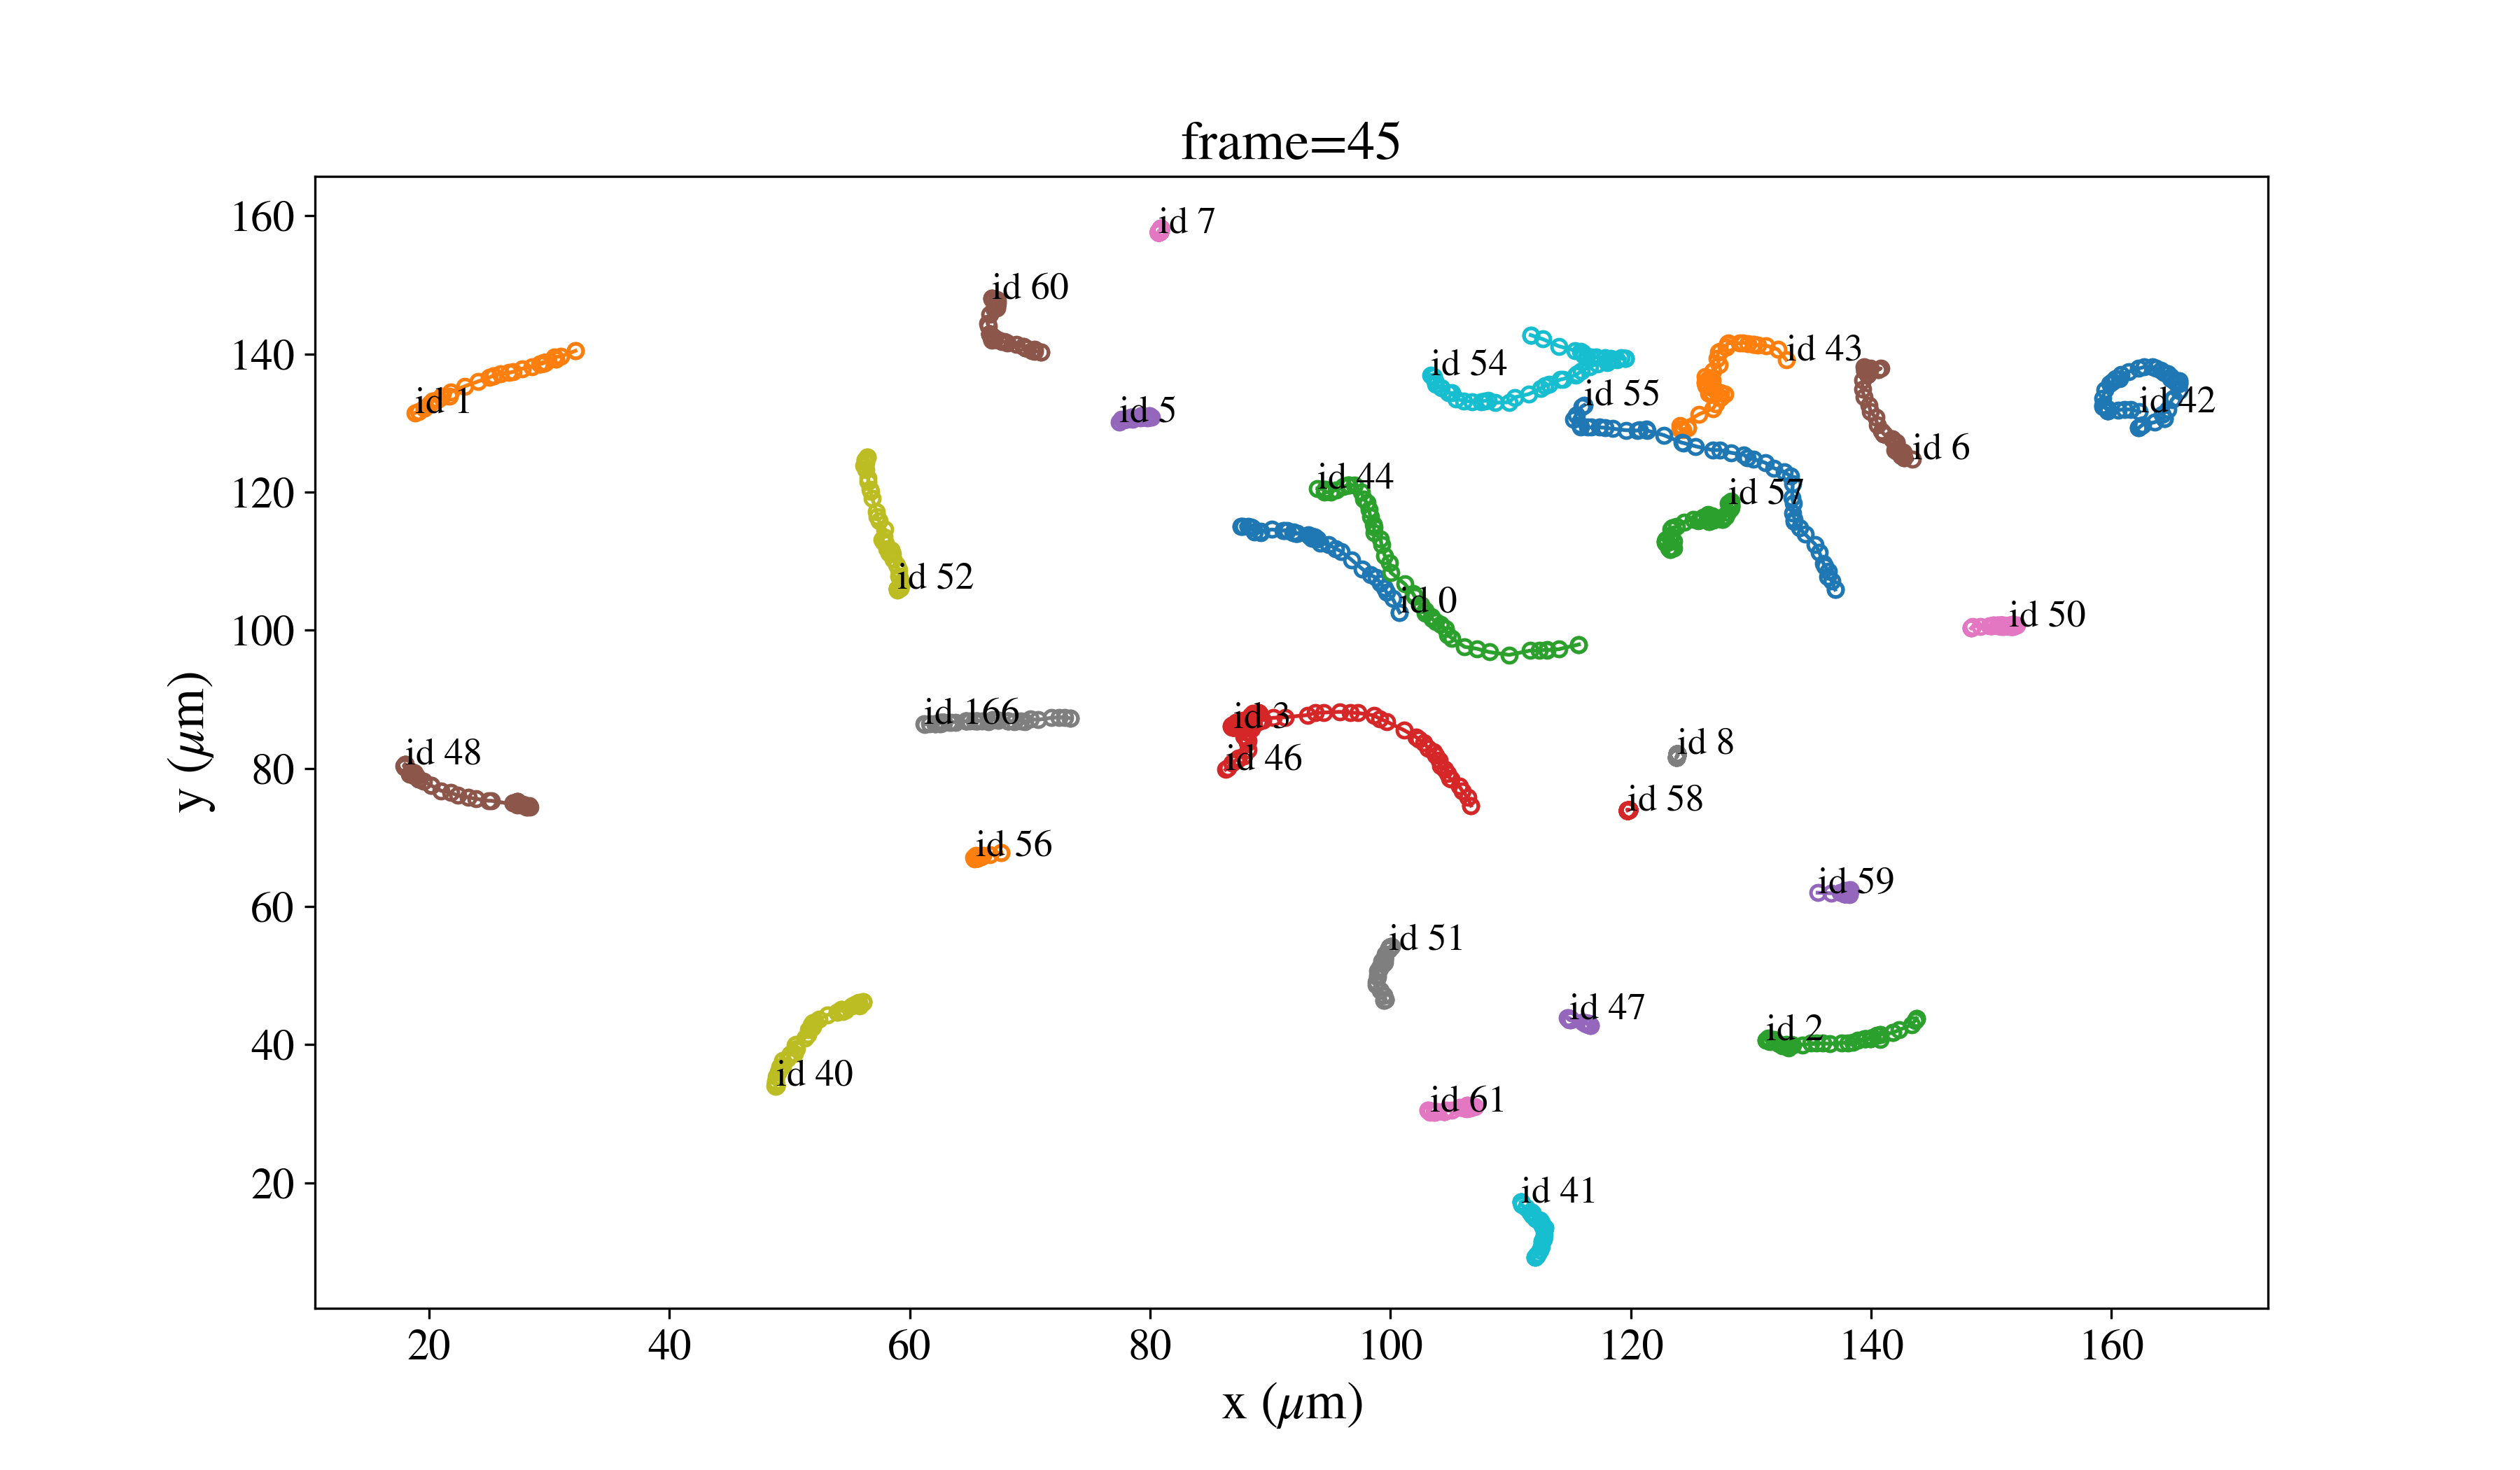 frame=45
160
140
120
100
80
60
40
20
y (μm)
id 7
id 60
id 43
id 54
id 1
id 5
id 55
id 42
id 6
id 44
id 57
id 52
id 0
id 50
id 166
id 3
id 48
id 46
id 8
id 58
id 56
id 59
id 51
id 47
id 2
id 40
id 61
id 41
20 40 60 80 100 120 140 160
x (μm)